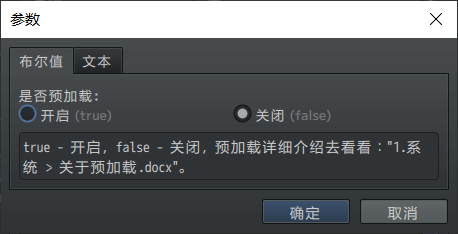 参数
布尔值 文本
是否预加载:
开启 (true) 关闭 (false)
true - 开启, false - 关闭, 预加载详细介绍去看看:"1.系
统 > 关于预加载.docx"。
确定 取消